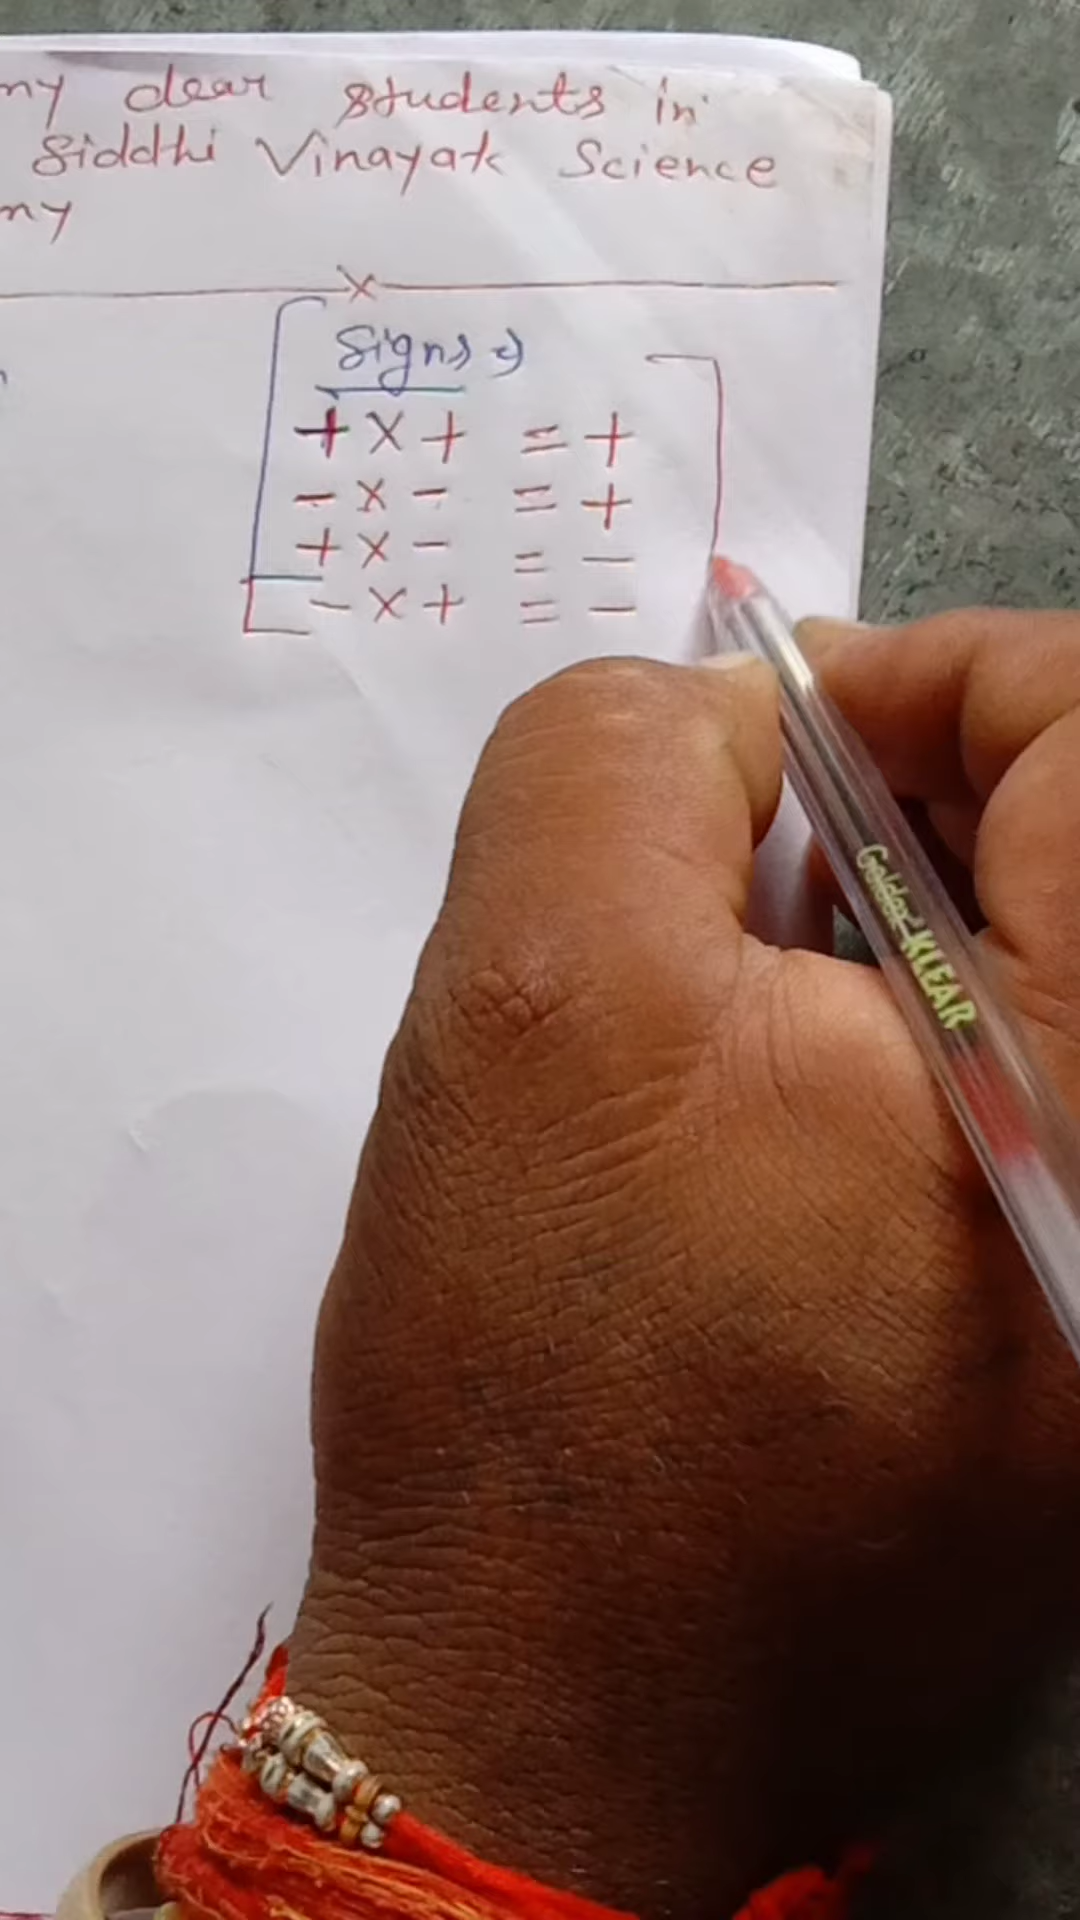 my dear students in
Siddhi Vinayak Science
my
Signs
+ x + = +
- x - = +
+ x - = -
- x + = -
Golden KLEAR